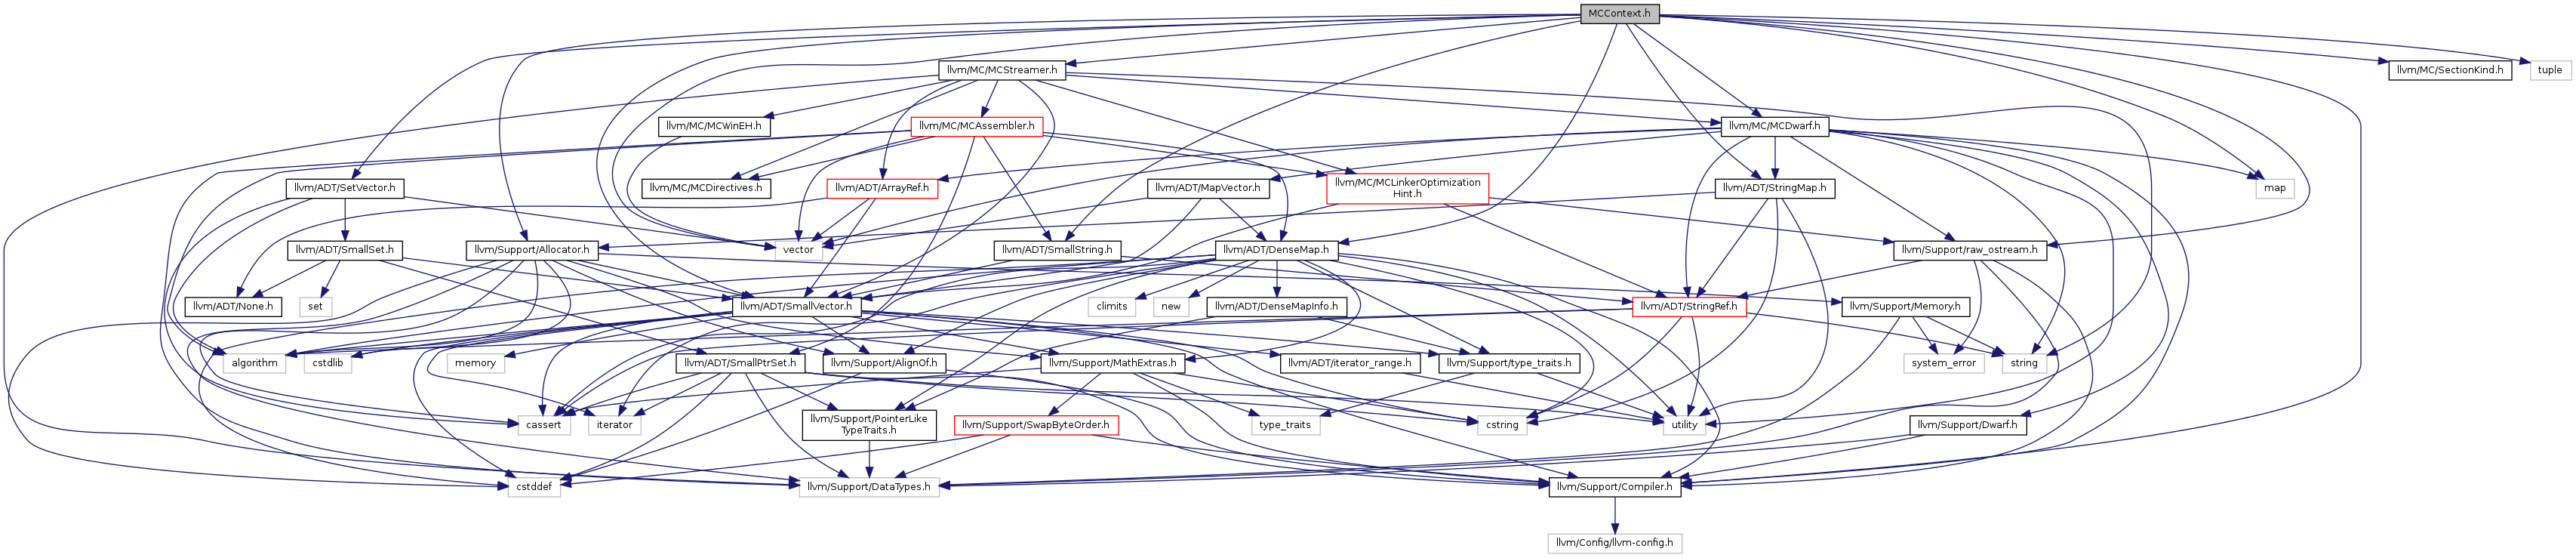 MCContext.h
llvm/MC/MCStreamer.h
llvm/MC/SectionKind.h
tuple
llvm/MC/MCWinEH.h
llvm/MC/MCAssembler.h
llvm/MC/MCDwarf.h
llvm/ADT/SetVector.h
llvm/MC/MCDirectives.h
llvm/ADT/ArrayRef.h
llvm/ADT/MapVector.h
llvm/MC/MCLinkerOptimization
Hint.h
llvm/ADT/StringMap.h
map
llvm/ADT/SmallSet.h
llvm/Support/Allocator.h
vector
llvm/ADT/SmallString.h
llvm/ADT/DenseMap.h
llvm/Support/raw_ostream.h
llvm/ADT/None.h
set
llvm/ADT/SmallVector.h
climits
new
llvm/ADT/DenseMapInfo.h
llvm/ADT/StringRef.h
llvm/Support/Memory.h
algorithm
cstdlib
memory
llvm/ADT/SmallPtrSet.h
llvm/Support/AlignOf.h
llvm/Support/MathExtras.h
llvm/ADT/iterator_range.h
llvm/Support/type_traits.h
system_error
string
cassert
iterator
llvm/Support/PointerLike
TypeTraits.h
llvm/Support/SwapByteOrder.h
type_traits
cstring
utility
llvm/Support/Dwarf.h
cstddef
llvm/Support/DataTypes.h
llvm/Support/Compiler.h
llvm/Config/llvm-config.h